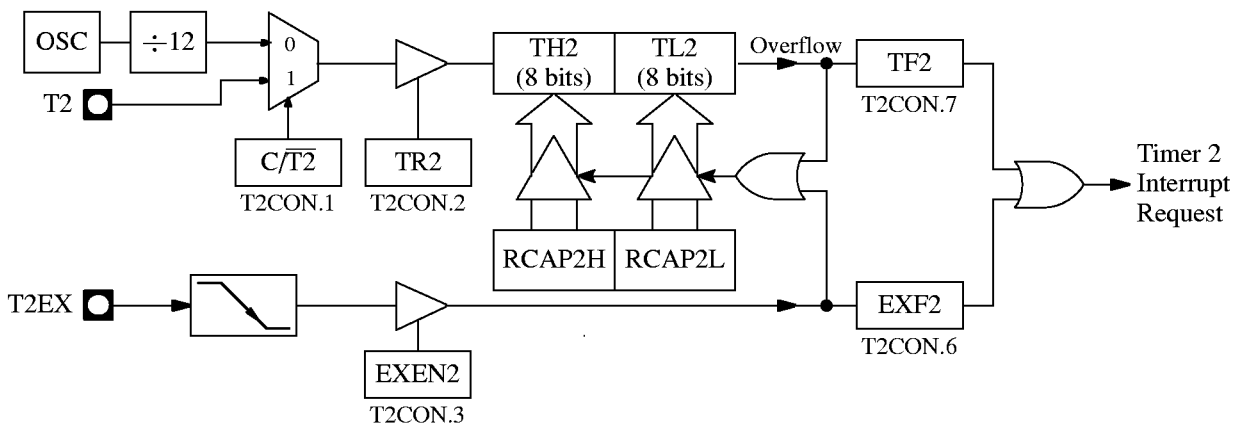 OSC
÷12
0
1
T2
C/T2̅
T2CON.1
TR2
T2CON.2
TH2
(8 bits)
TL2
(8 bits)
Overflow
TF2
T2CON.7
RCAP2H
RCAP2L
Timer 2
Interrupt
Request
T2EX
EXEN2
T2CON.3
EXF2
T2CON.6